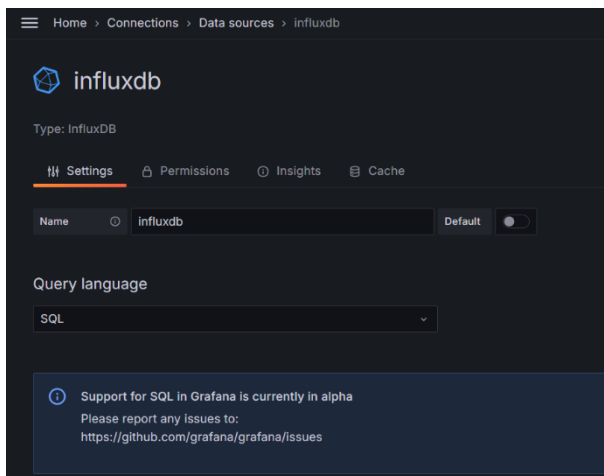 Home > Connections > Data sources > influxdb
influxdb
Type: InfluxDB
Settings Permissions Insights Cache
Name influxdb Default
Query language
SQL
Support for SQL in Grafana is currently in alpha
Please report any issues to:
https://github.com/grafana/grafana/issues